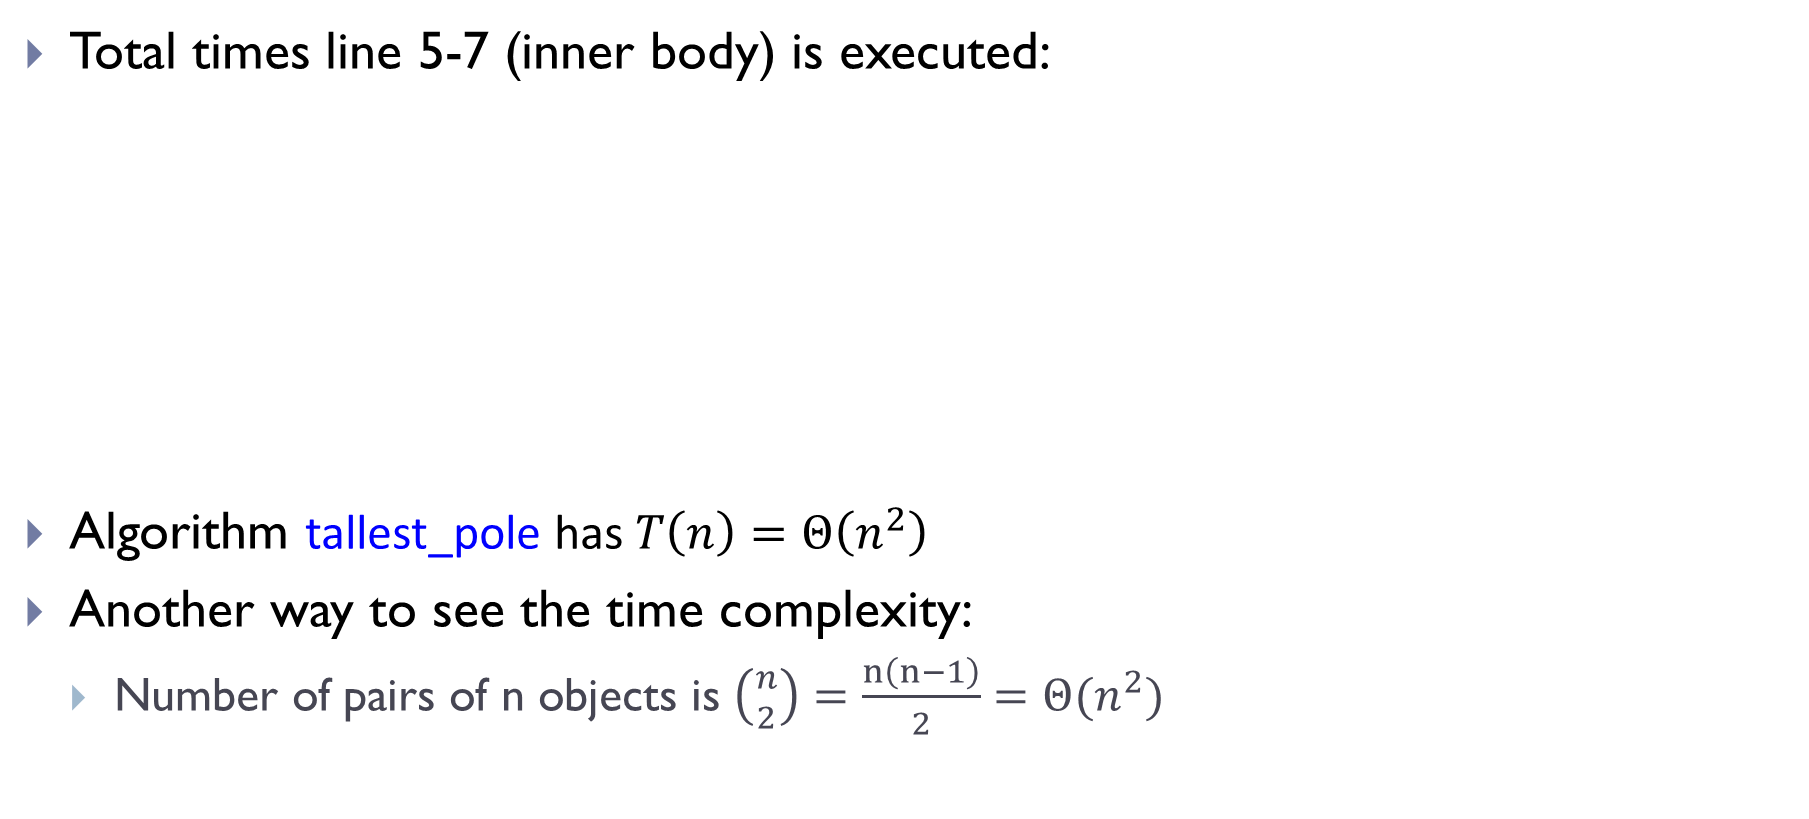 Total times line 5-7 (inner body) is executed:
Algorithm tallest_pole has T(n) = Θ(n²)
Another way to see the time complexity:
Number of pairs of n objects is (n 2) = n(n−1)/2 = Θ(n²)